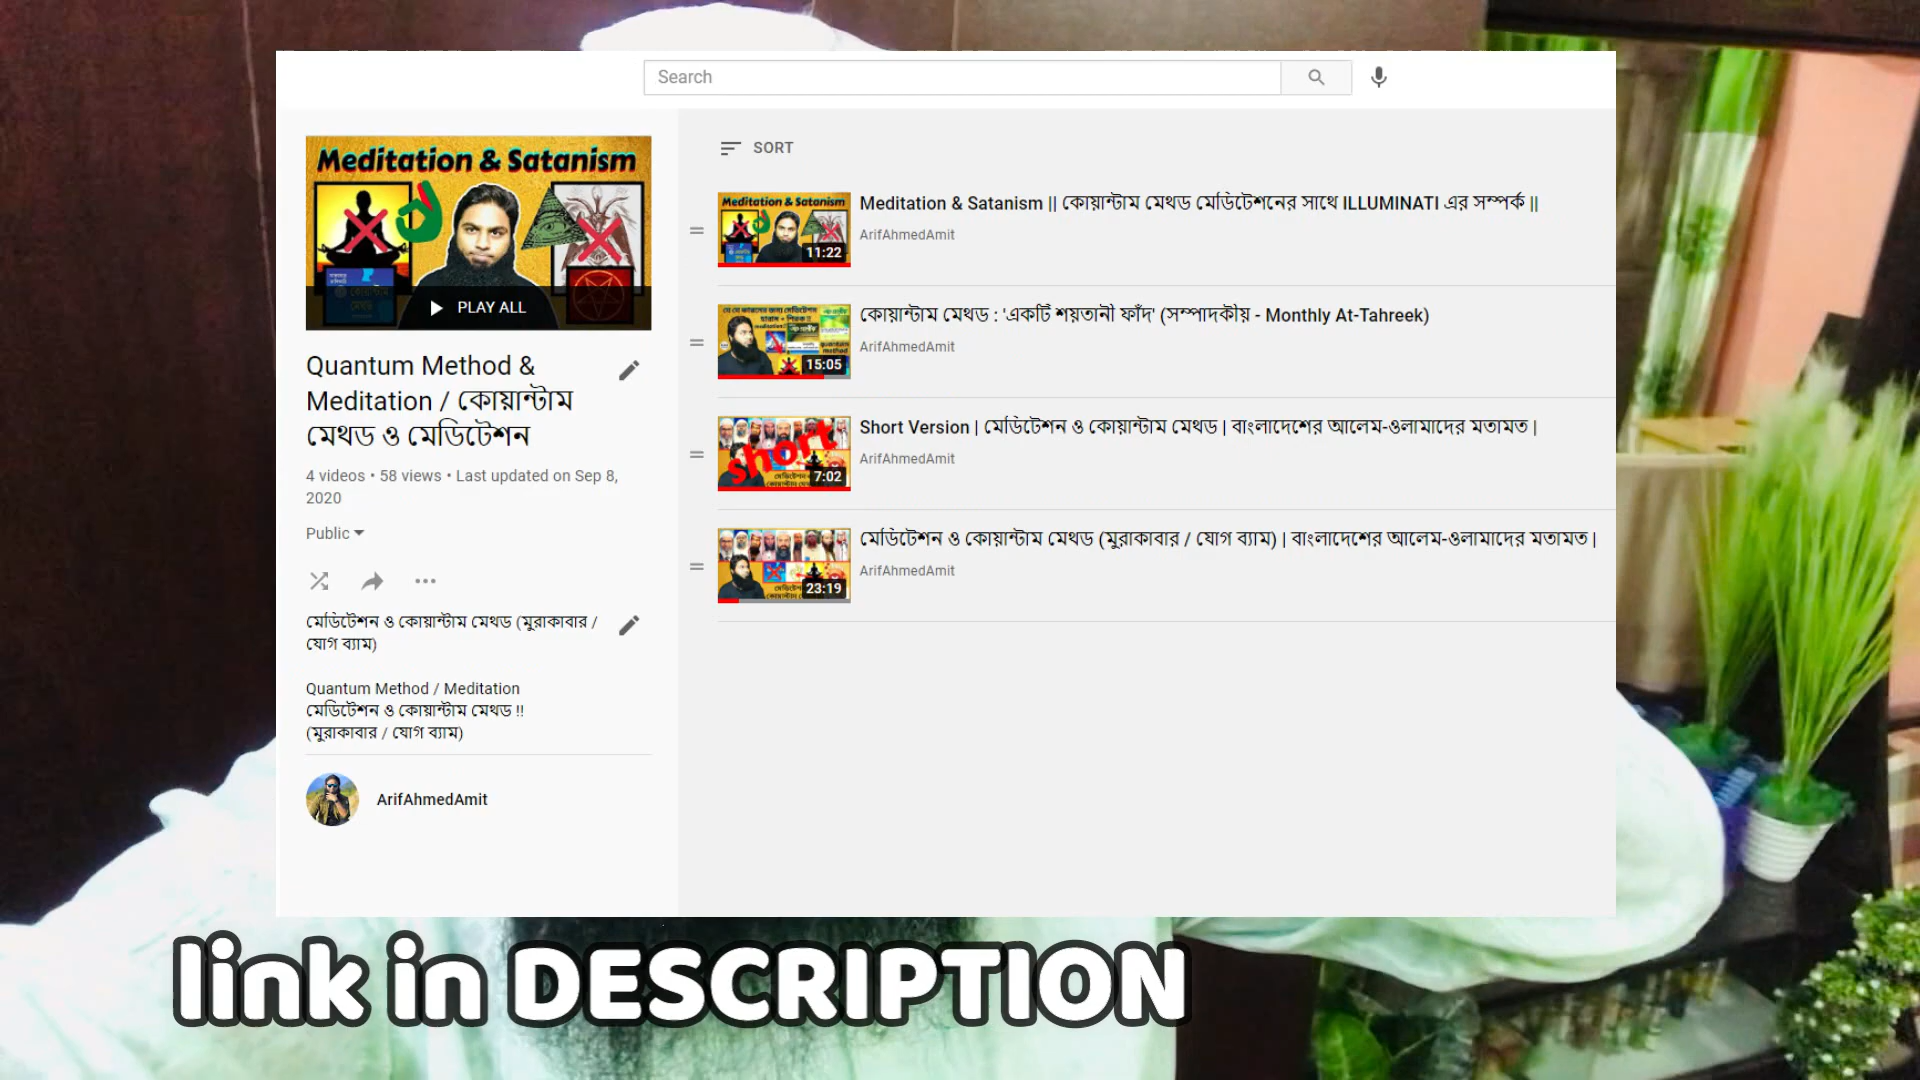 Search
Meditation & Satanism
PLAY ALL
Quantum Method &
Meditation / কোয়ান্টাম
মেথড ও মেডিটেশন
4 videos • 58 views • Last updated on Sep 8,
2020
Public
মেডিটেশন ও কোয়ান্টাম মেথড (মুরাকাবার /
যোগ ব্যাম)
Quantum Method / Meditation
মেডিটেশন ও কোয়ান্টাম মেথড !!
(মুরাকাবার / যোগ ব্যাম)
ArifAhmedAmit
SORT
Meditation & Satanism
11:22
Meditation & Satanism || কোয়ান্টাম মেথড মেডিটেশনের সাথে ILLUMINATI এর সম্পর্ক ||
ArifAhmedAmit
15:05
কোয়ান্টাম মেথড : 'একটি শয়তানী ফাঁদ' (সম্পাদকীয় - Monthly At-Tahreek)
ArifAhmedAmit
short
7:02
Short Version | মেডিটেশন ও কোয়ান্টাম মেথড | বাংলাদেশের আলেম-ওলামাদের মতামত |
ArifAhmedAmit
23:19
মেডিটেশন ও কোয়ান্টাম মেথড (মুরাকাবার / যোগ ব্যাম) | বাংলাদেশের আলেম-ওলামাদের মতামত |
ArifAhmedAmit
link in DESCRIPTION